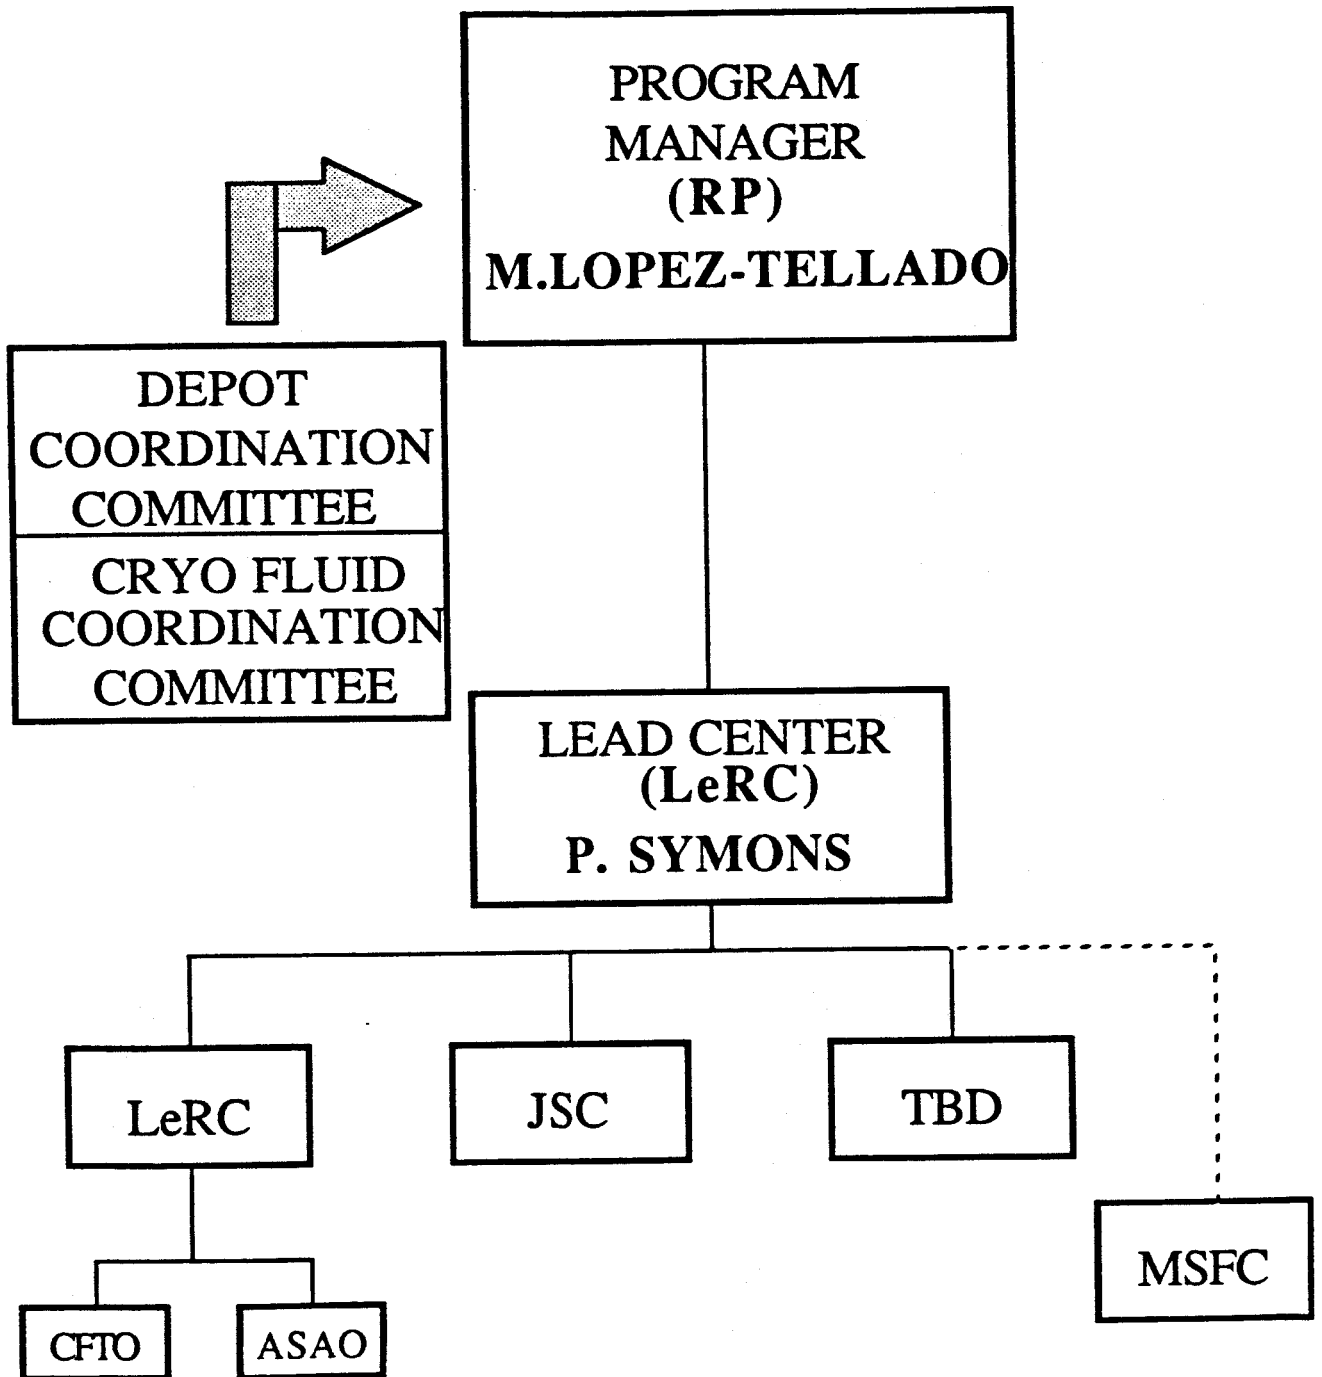 PROGRAM
MANAGER
(RP)
M.LOPEZ-TELLADO
DEPOT
COORDINATION
COMMITTEE
CRYO FLUID
COORDINATION
COMMITTEE
LEAD CENTER
(LeRC)
P. SYMONS
LeRC
JSC
TBD
MSFC
CFTO
ASAO